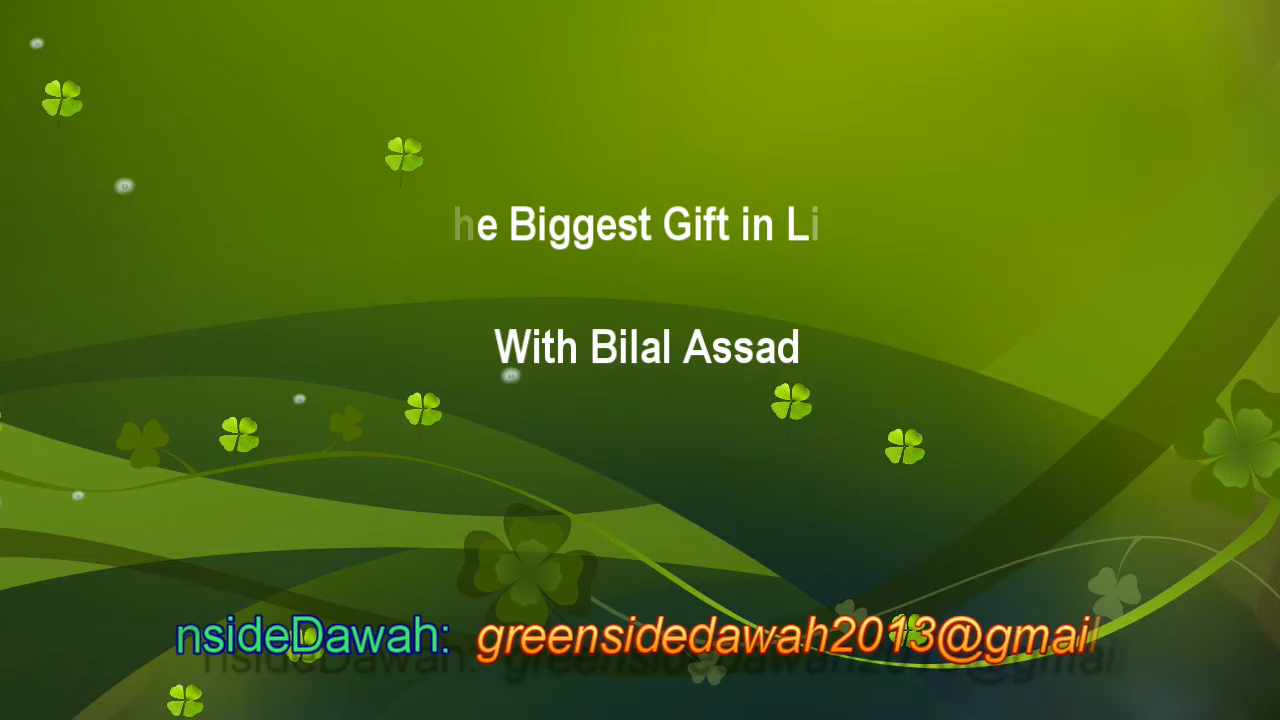 he Biggest Gift in Li
With Bilal Assad
nsideDawah: greensidedawah2013@gmail